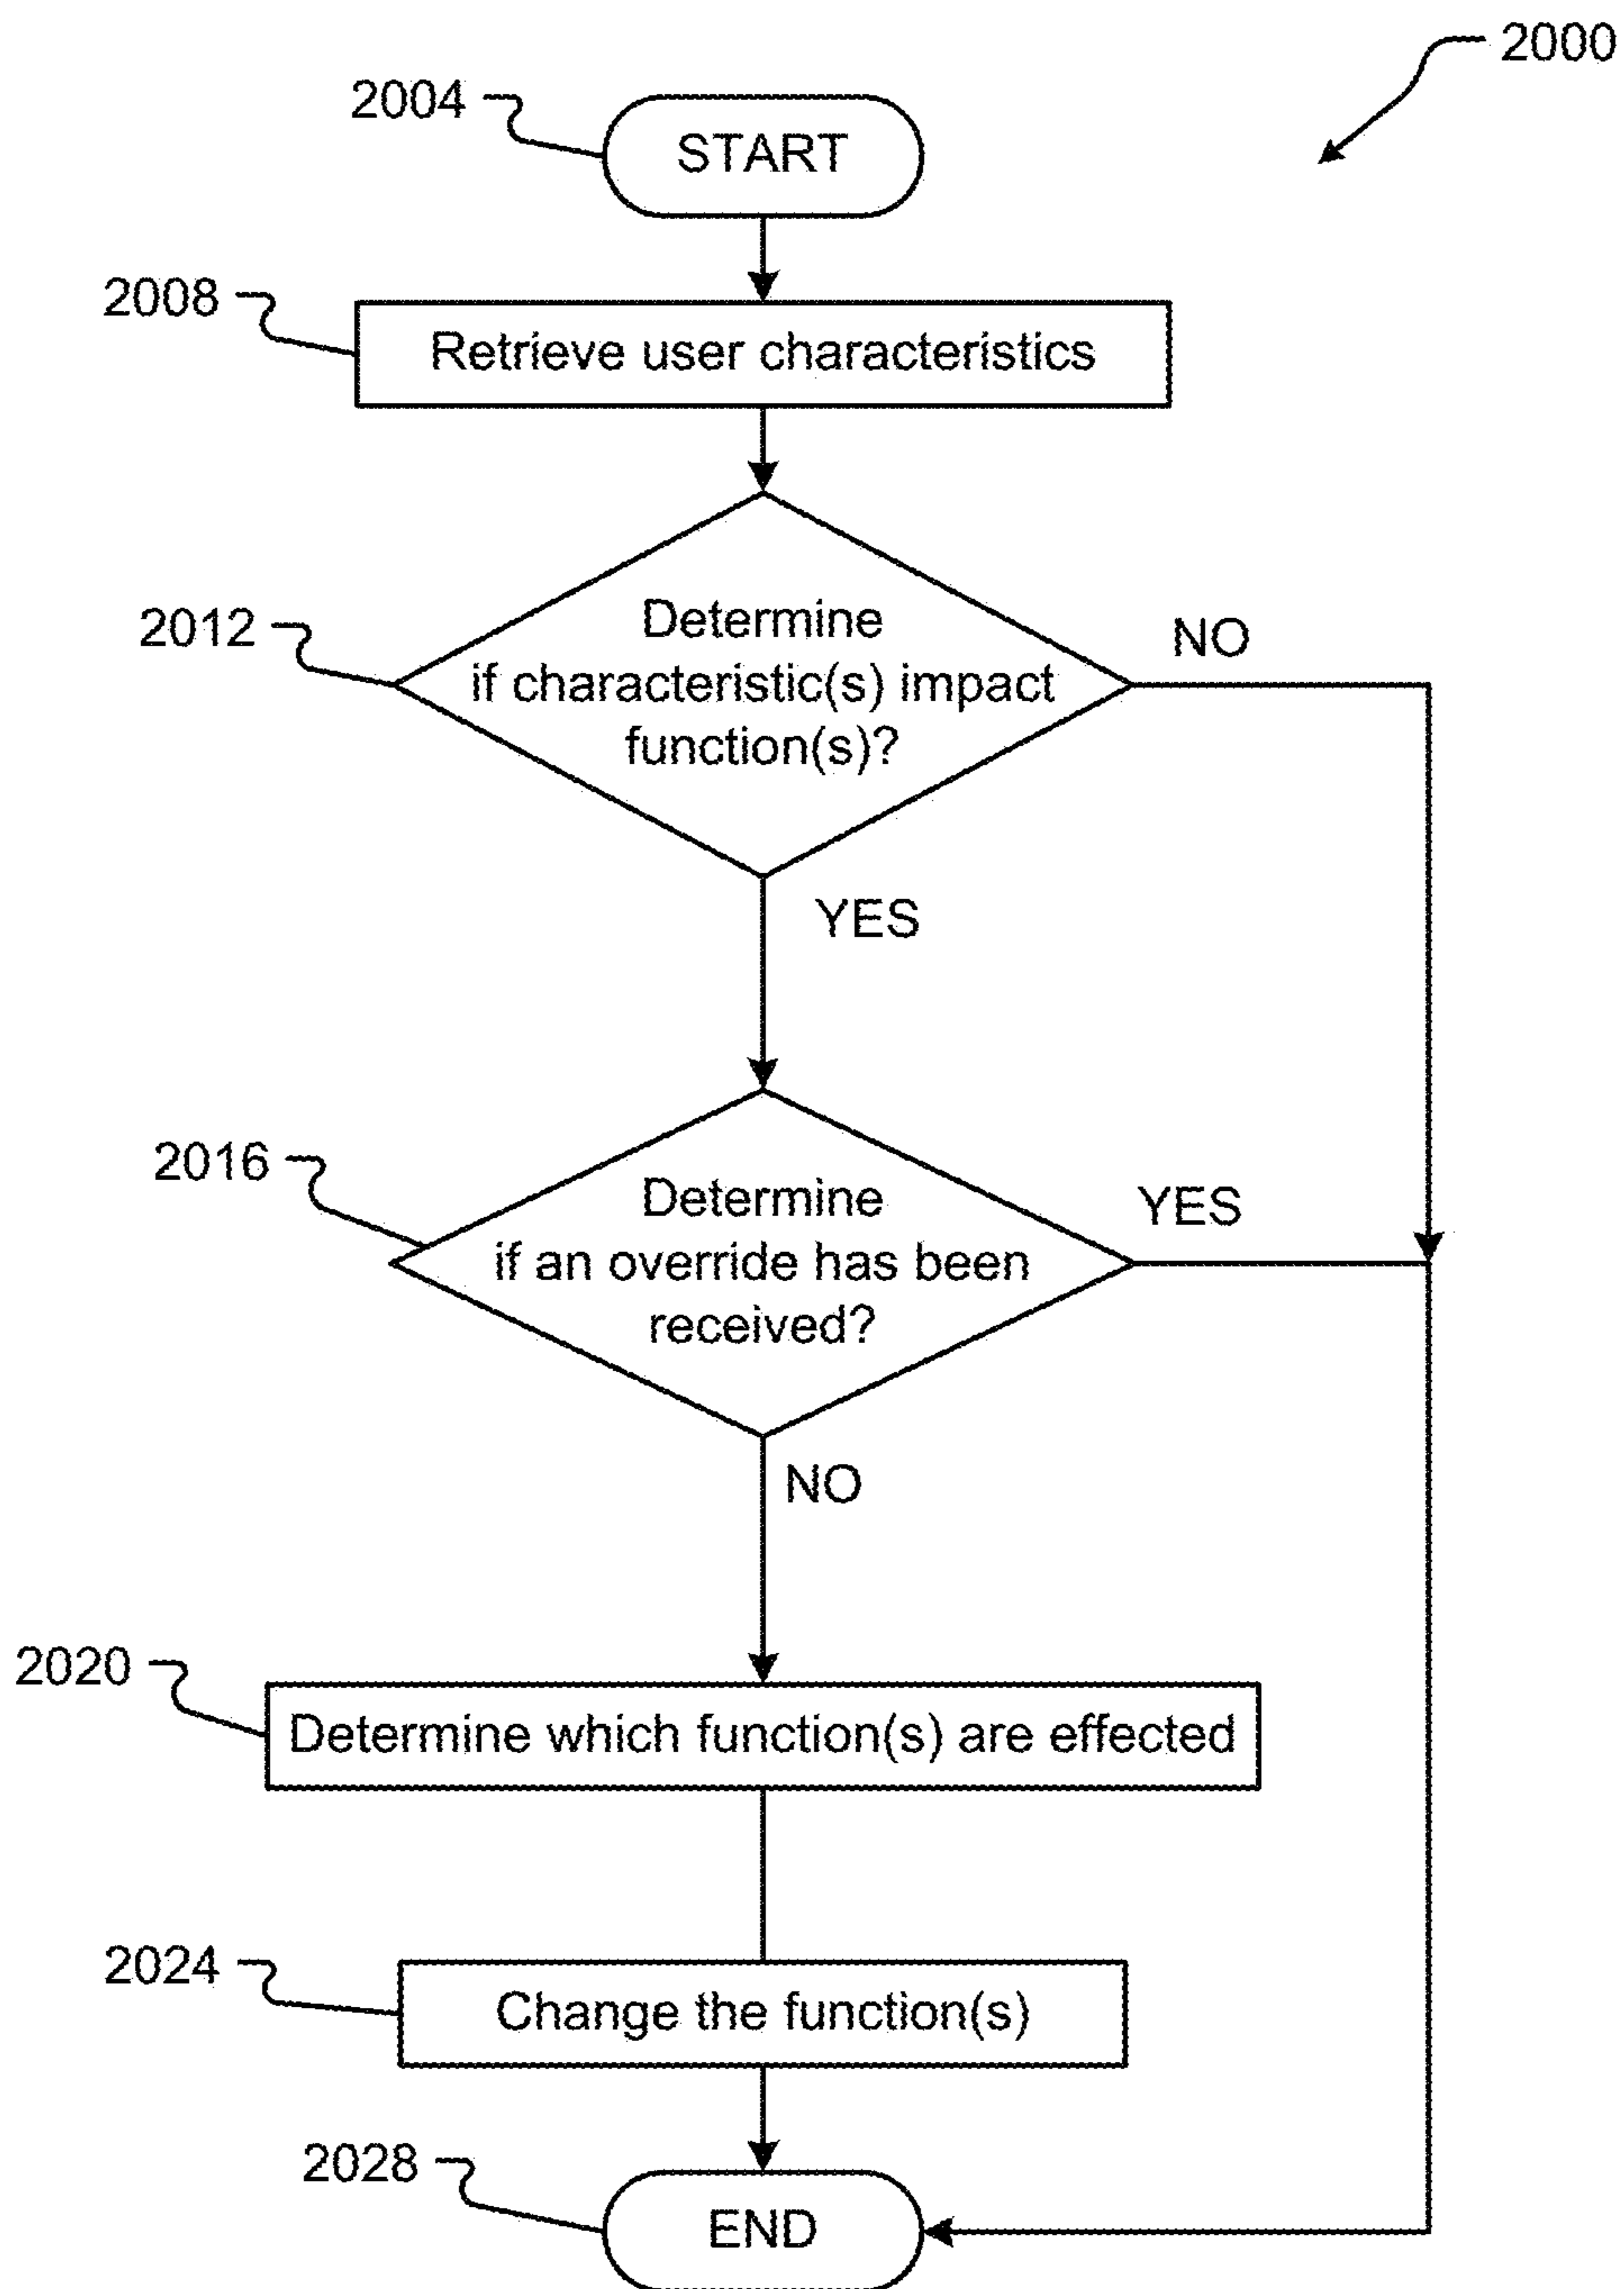 2000
2004
START
2008
Retrieve user characteristics
2012
Determine
if characteristic(s) impact
function(s)?
NO
YES
2016
Determine
if an override has been
received?
YES
NO
2020
Determine which function(s) are effected
2024
Change the function(s)
2028
END